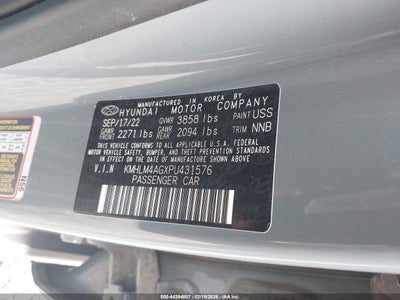 MANUFACTURED IN KOREA BY
HYUNDAI MOTOR COMPANY
SEP/17/22 GVWR 3858 lbs PAINT USS
GAWR FRONT 2271 lbs GAWR REAR 2094 lbs TRIM NNB
THIS VEHICLE CONFORMS TO ALL APPLICABLE U.S.A. FEDERAL
MOTOR VEHICLE SAFETY, BUMPER, AND THEFT PREVENTION
STANDARDS IN EFFECT ON THE DATE OF MANUFACTURE
SHOWN ABOVE.
V.I.N KMHLM4AGXPU431576
PASSENGER CAR
N56
000-44394807 - 02/18/2026 - IAA Inc.